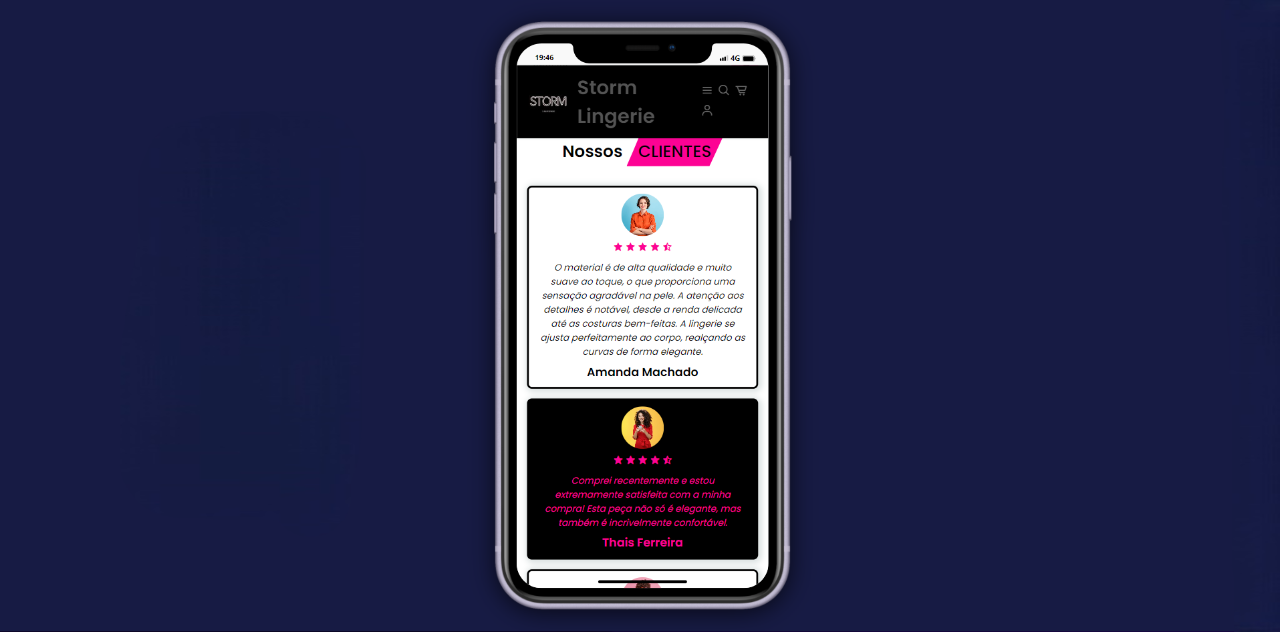 19:46
4G
STORM
Storm
Lingerie
Nossos CLIENTES
O material é de alta qualidade e muito
suave ao toque, o que proporciona uma
sensação agradável na pele. A atenção aos
detalhes é notável, desde a renda delicada
até as costuras bem-feitas. A lingerie se
ajusta perfeitamente ao corpo, realçando as
curvas de forma elegante.
Amanda Machado
Comprei recentemente e estou
extremamente satisfeita com a minha
compra! Esta peça não só é elegante, mas
também é incrivelmente confortável.
Thais Ferreira